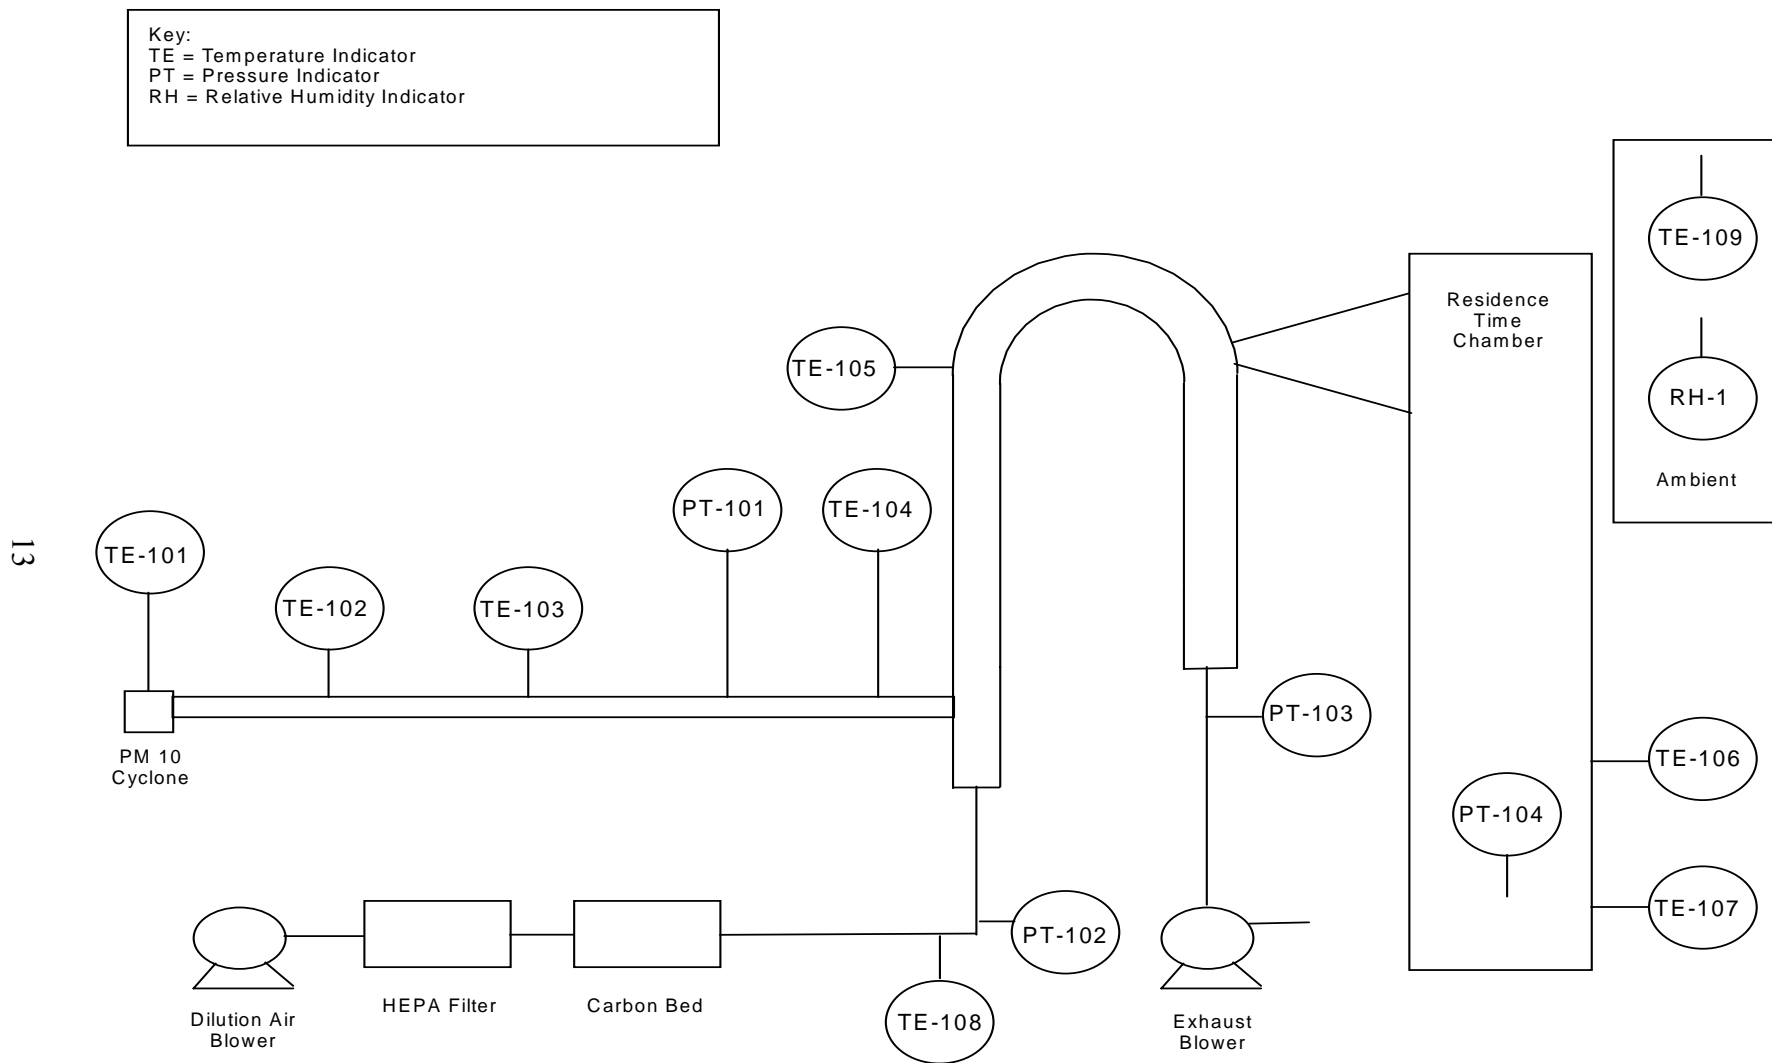 Key:
TE = Temperature Indicator
PT = Pressure Indicator
RH = Relative Humidity Indicator
TE-109
Residence
Time
Chamber
TE-105
RH-1
Ambient
PT-101
TE-104
TE-101
13
TE-102
TE-103
PT-103
PM 10
Cyclone
TE-106
PT-104
TE-107
PT-102
HEPA Filter
Carbon Bed
TE-108
Dilution Air
Blower
Exhaust
Blower